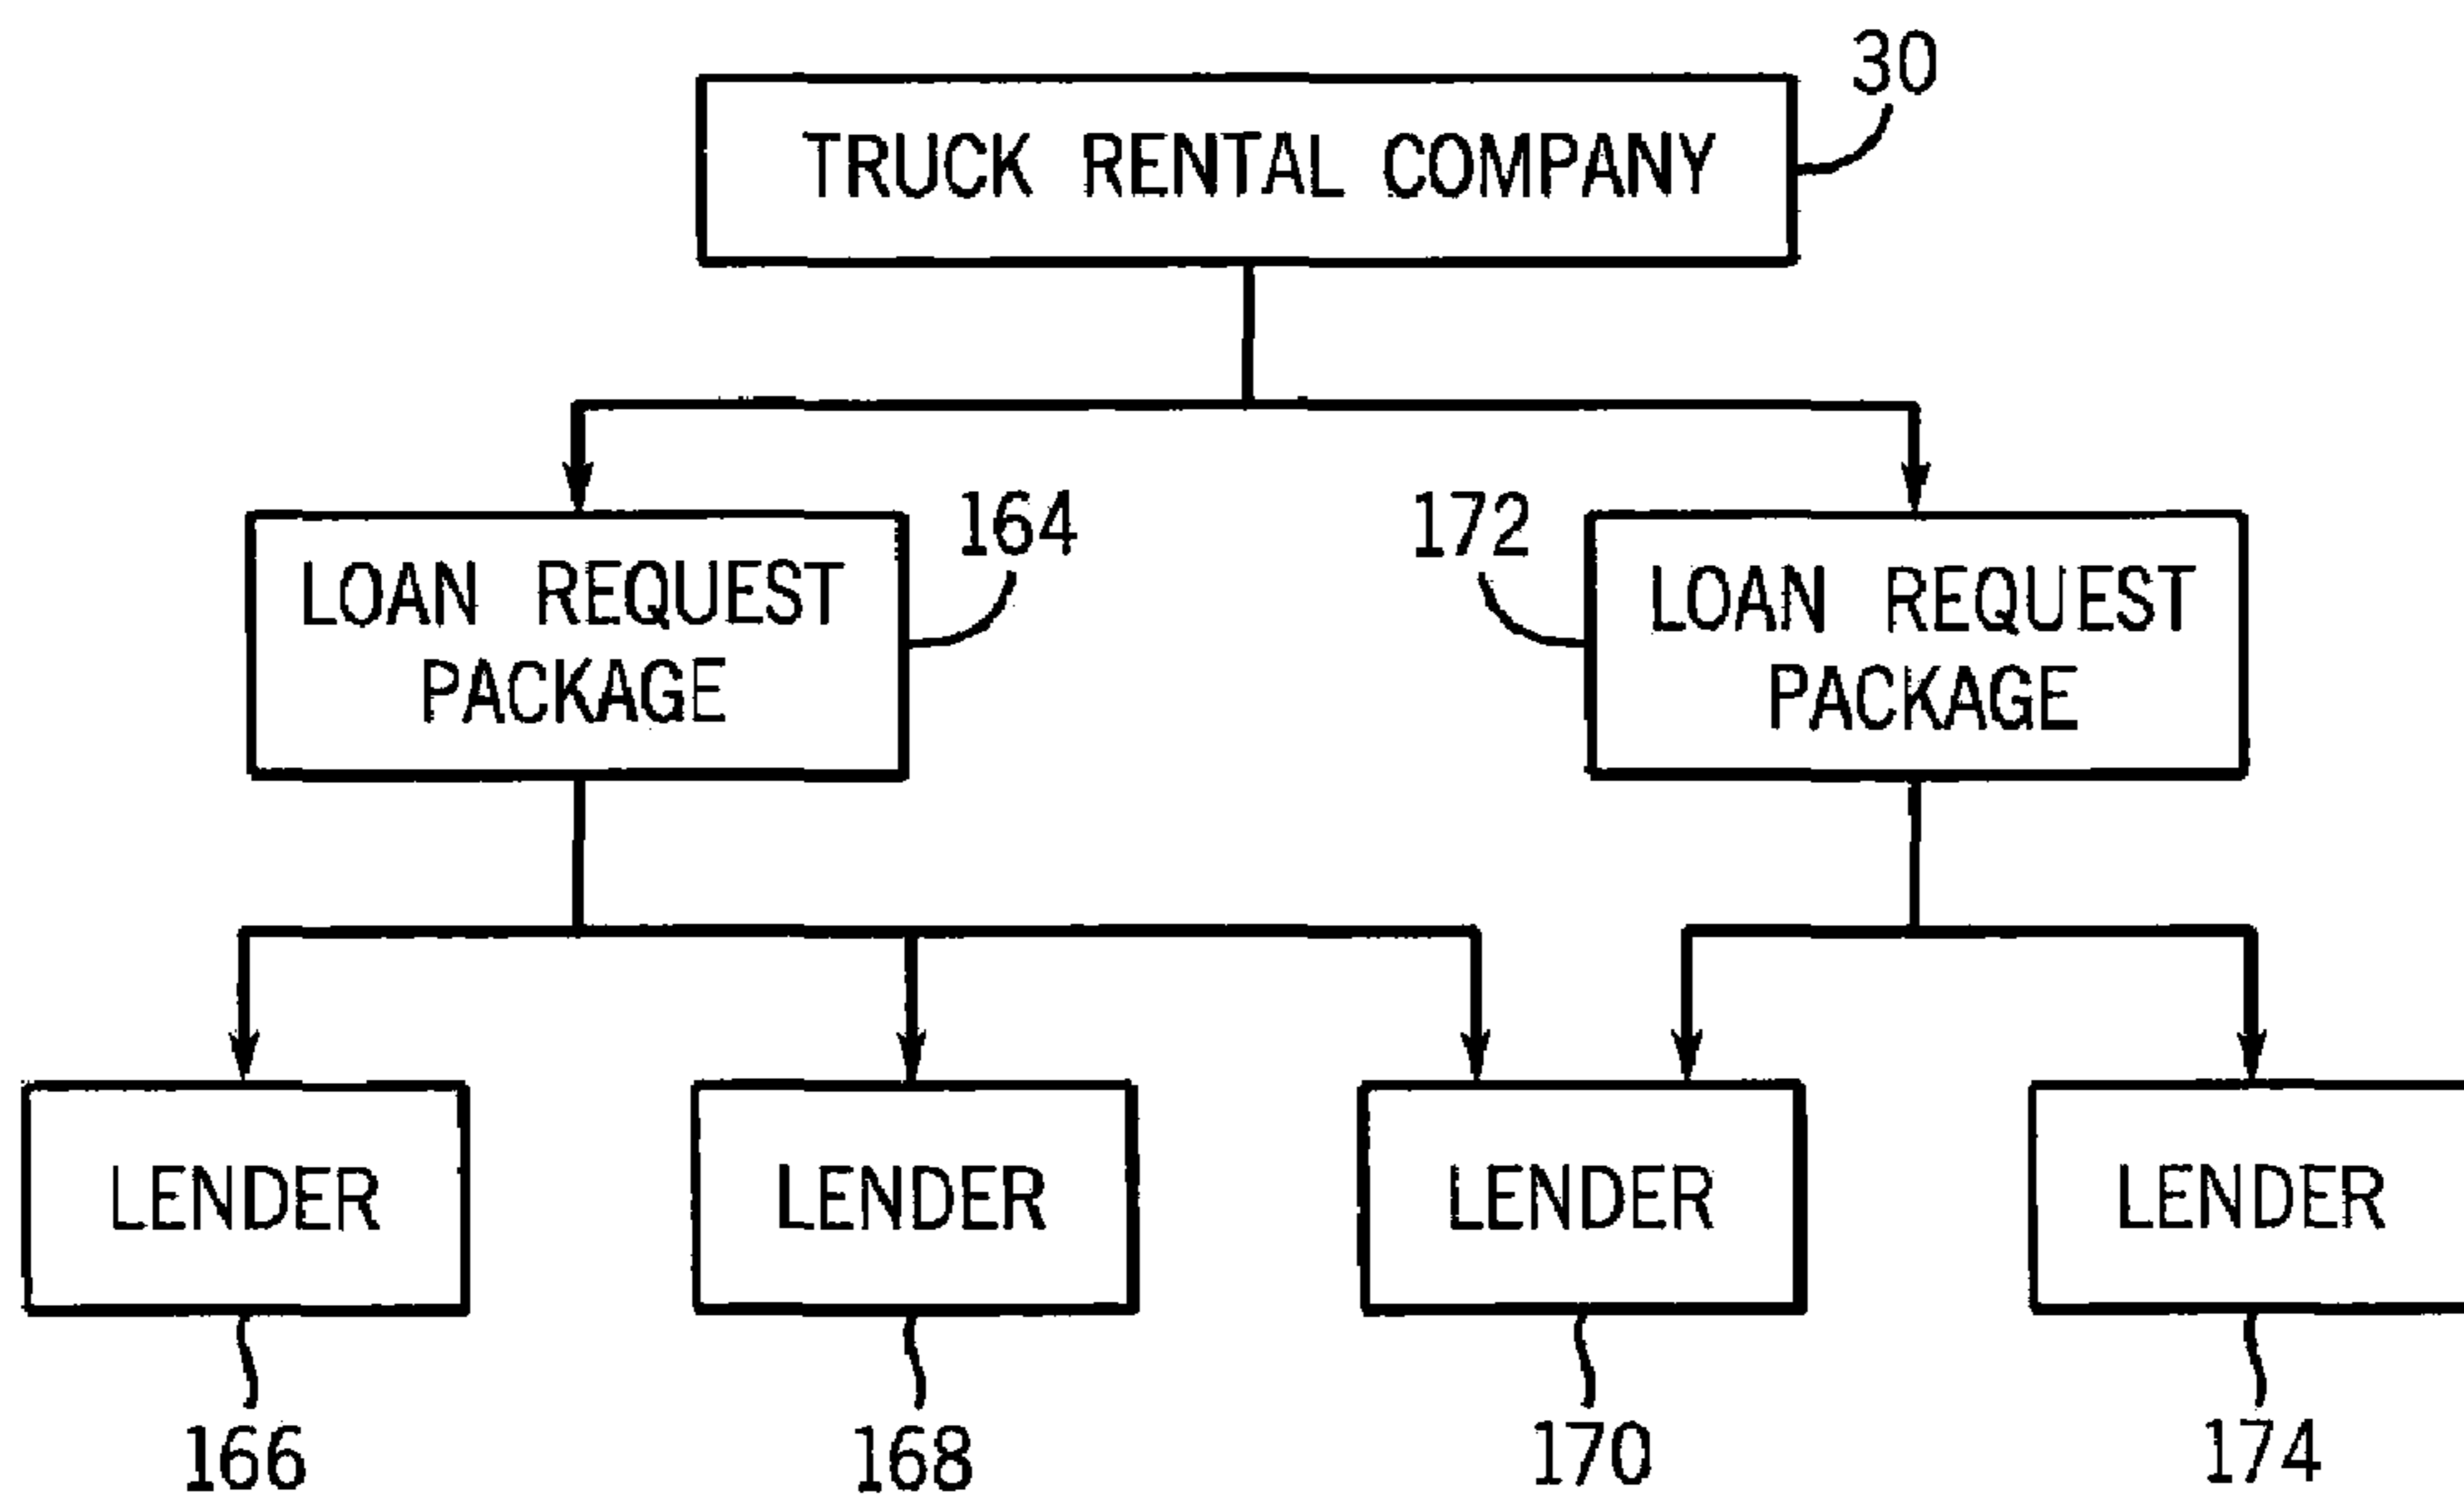 30
TRUCK RENTAL COMPANY
164
172
LOAN REQUEST
PACKAGE
LOAN REQUEST
PACKAGE
LENDER
LENDER
LENDER
LENDER
166
168
170
174